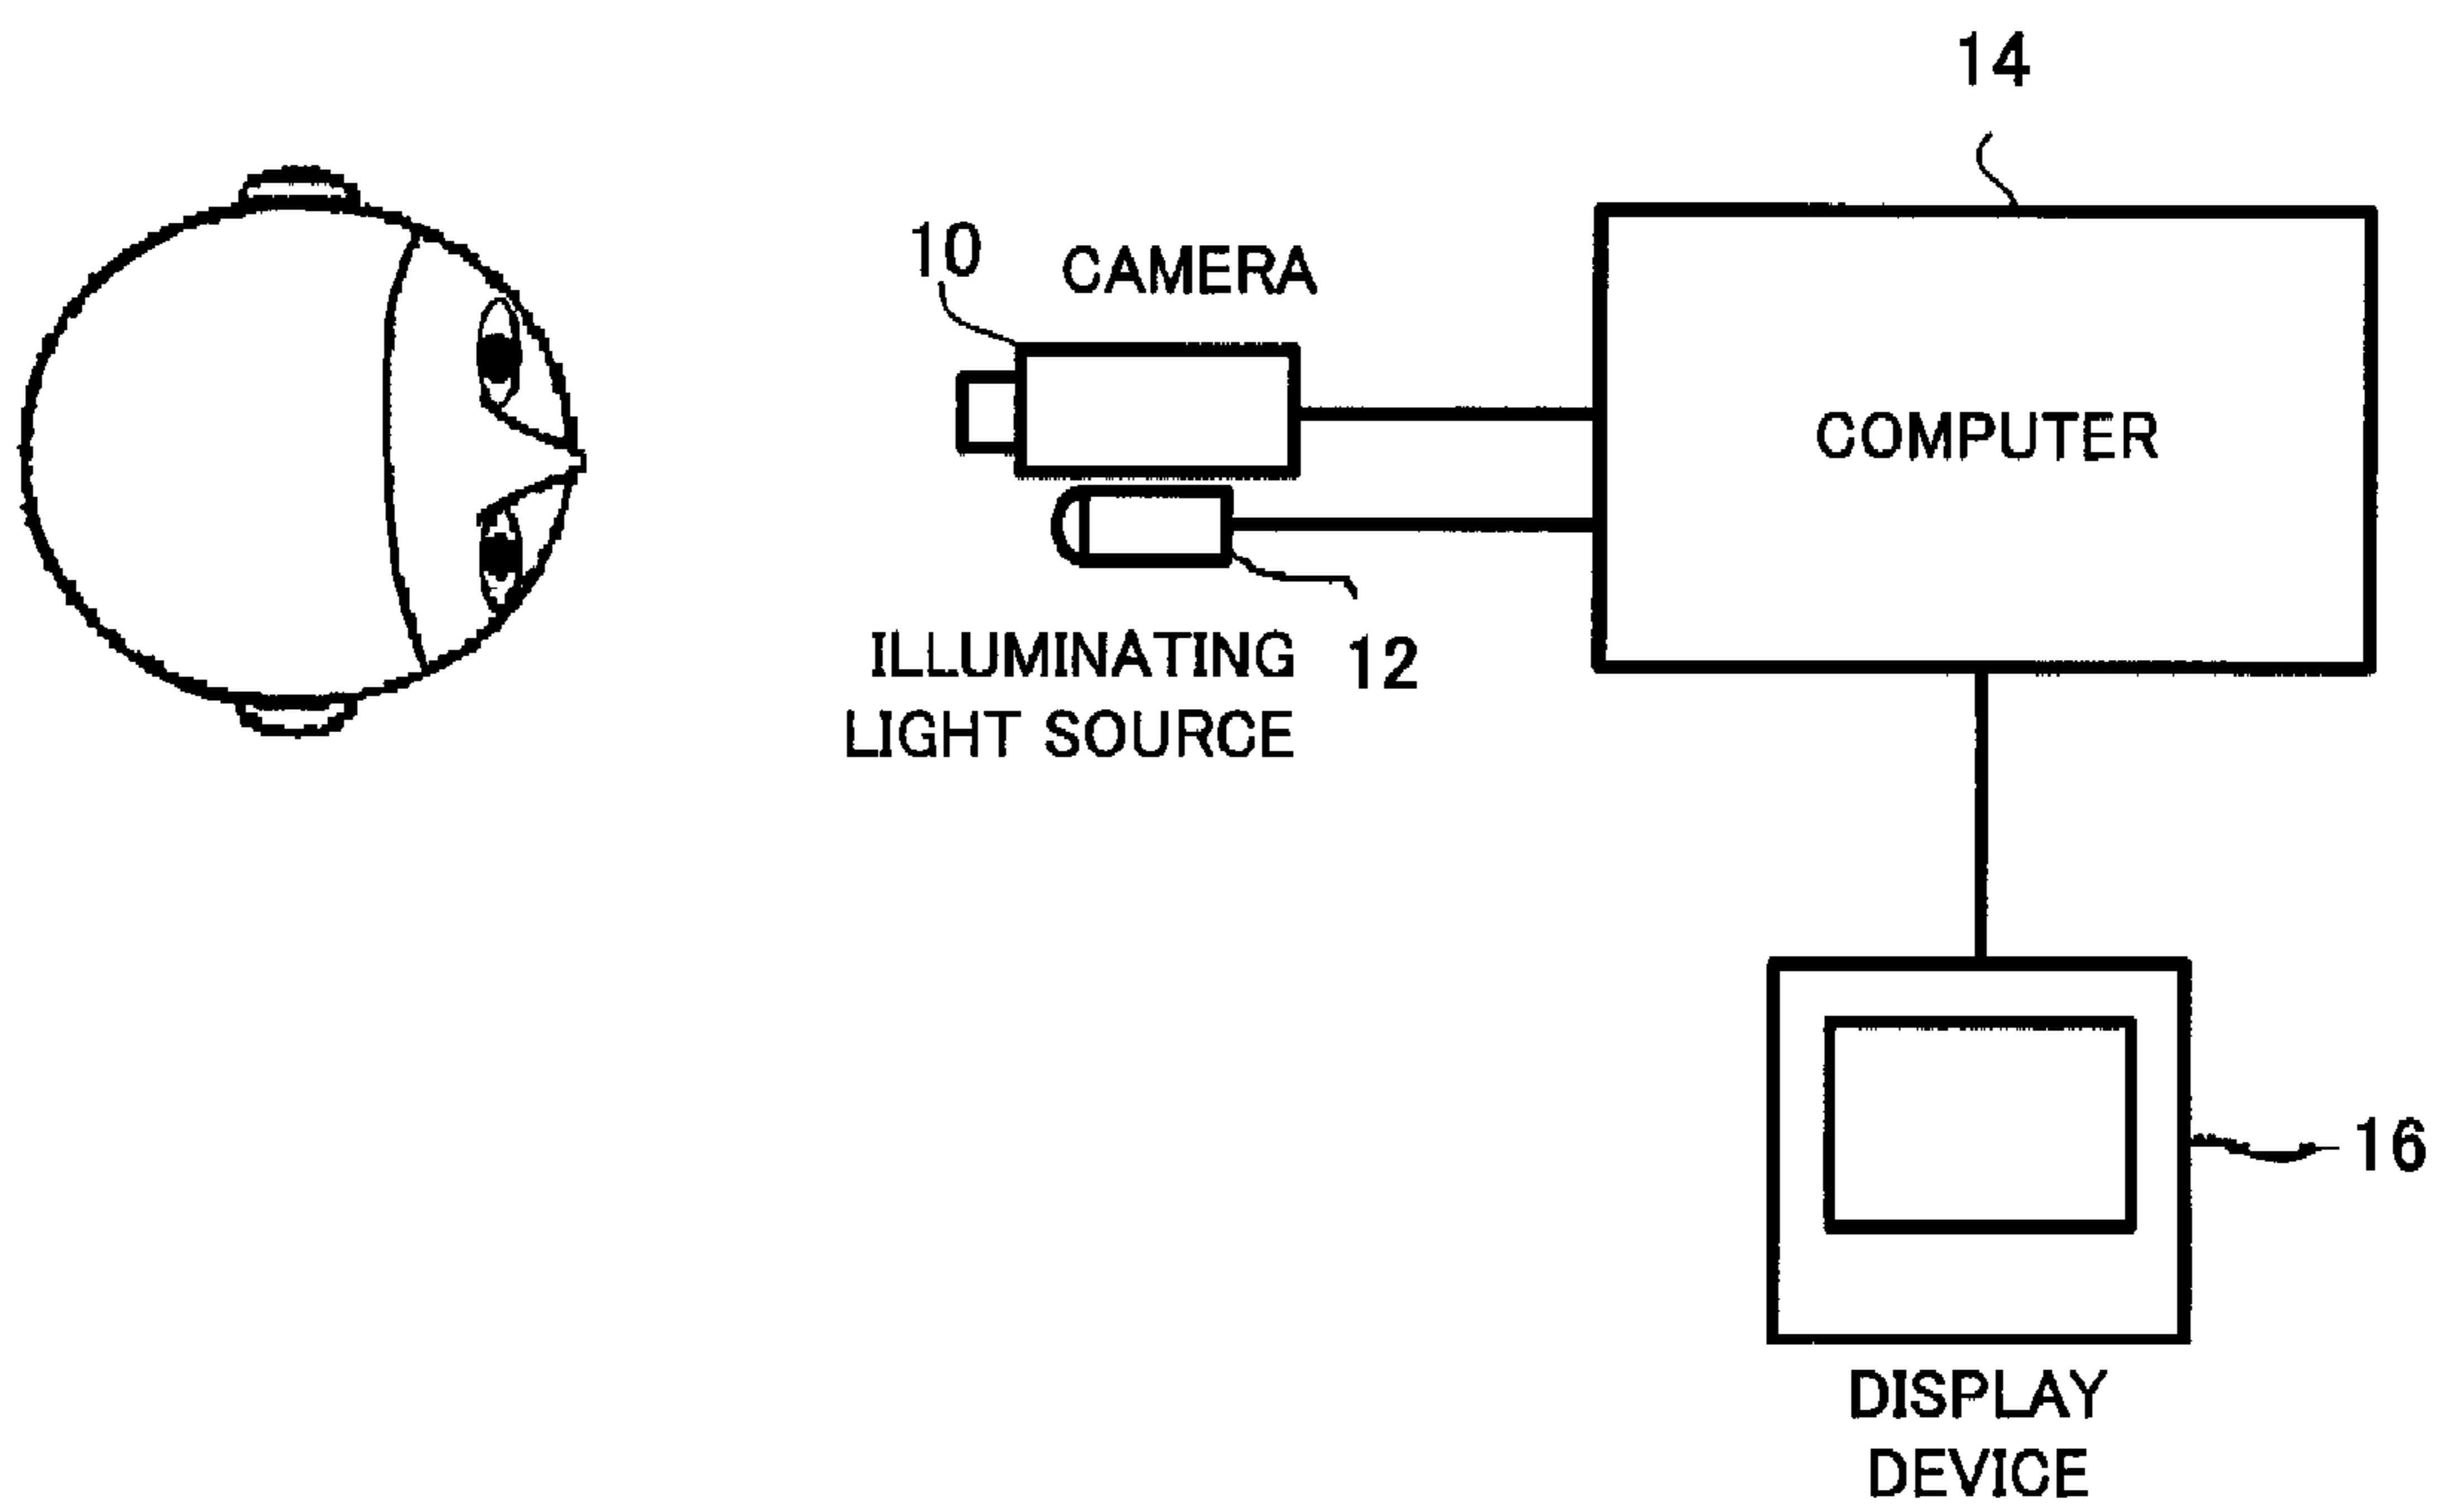 14
10
CAMERA
COMPUTER
ILLUMINATING
LIGHT SOURCE
12
16
DISPLAY
DEVICE